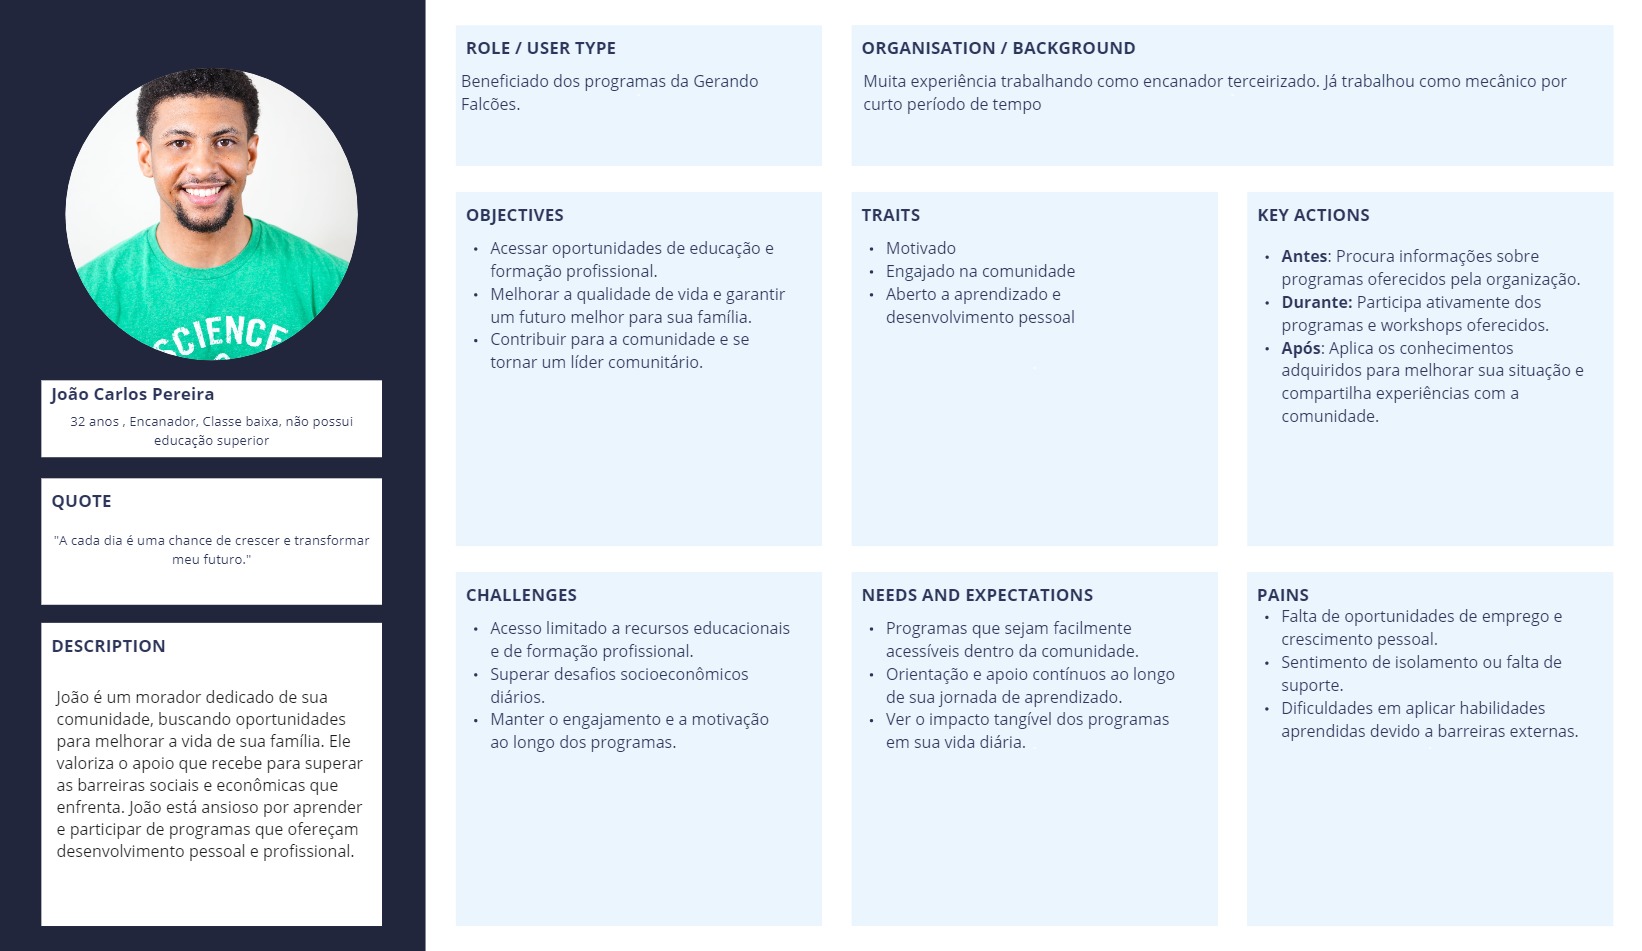 SCIENCE
João Carlos Pereira
32 anos , Encanador, Classe baixa, não possui
educação superior
QUOTE
"A cada dia é uma chance de crescer e transformar
meu futuro."
DESCRIPTION
João é um morador dedicado de sua
comunidade, buscando oportunidades
para melhorar a vida de sua família. Ele
valoriza o apoio que recebe para superar
as barreiras sociais e econômicas que
enfrenta. João está ansioso por aprender
e participar de programas que ofereçam
desenvolvimento pessoal e profissional.
ROLE / USER TYPE
Beneficiado dos programas da Gerando
Falcões.
ORGANISATION / BACKGROUND
Muita experiência trabalhando como encanador terceirizado. Já trabalhou como mecânico por
curto período de tempo
OBJECTIVES
• Acessar oportunidades de educação e
formação profissional.
• Melhorar a qualidade de vida e garantir
um futuro melhor para sua família.
• Contribuir para a comunidade e se
tornar um líder comunitário.
TRAITS
• Motivado
• Engajado na comunidade
• Aberto a aprendizado e
desenvolvimento pessoal
KEY ACTIONS
• Antes: Procura informações sobre
programas oferecidos pela organização.
• Durante: Participa ativamente dos
programas e workshops oferecidos.
• Após: Aplica os conhecimentos
adquiridos para melhorar sua situação e
compartilha experiências com a
comunidade.
CHALLENGES
• Acesso limitado a recursos educacionais
e de formação profissional.
• Superar desafios socioeconômicos
diários.
• Manter o engajamento e a motivação
ao longo dos programas.
NEEDS AND EXPECTATIONS
• Programas que sejam facilmente
acessíveis dentro da comunidade.
• Orientação e apoio contínuos ao longo
de sua jornada de aprendizado.
• Ver o impacto tangível dos programas
em sua vida diária.
PAINS
• Falta de oportunidades de emprego e
crescimento pessoal.
• Sentimento de isolamento ou falta de
suporte.
• Dificuldades em aplicar habilidades
aprendidas devido a barreiras externas.